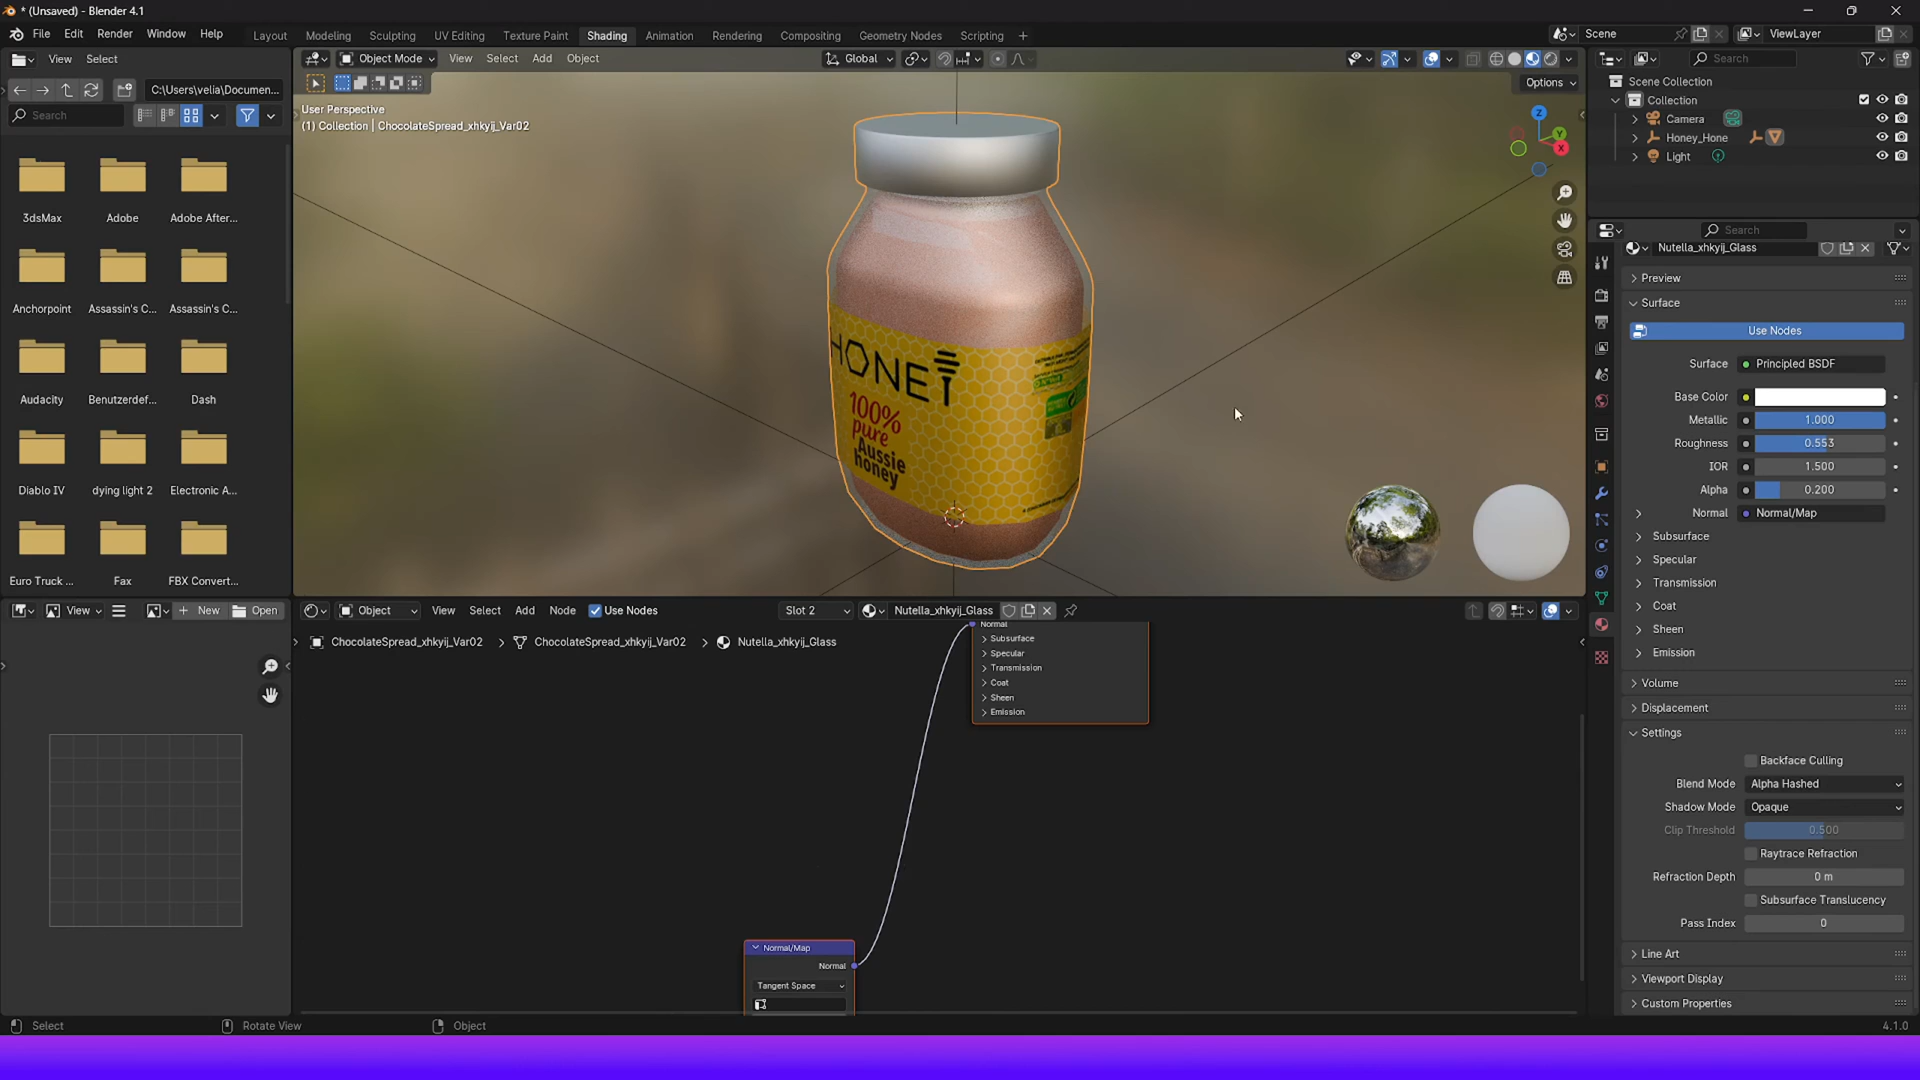 * (Unsaved) - Blender 4.1
File Edit Render Window Help
Layout Modeling Sculpting UV Editing Texture Paint Shading Animation Rendering Compositing Geometry Nodes Scripting +
Scene
ViewLayer
View Select
Object Mode View Select Add Object
Global
Search
C:\Users\velia\Documen...
Search
Options
User Perspective
(1) Collection | ChocolateSpread_xhkyij_Var02
Scene Collection
Collection
Camera
Honey_Hone
Light
3dsMax Adobe Adobe After...
Anchorpoint Assassin's C... Assassin's C...
Audacity Benutzerdef... Dash
Diablo IV dying light 2 Electronic A...
Euro Truck ... Fax FBX Convert...
Z
Y
X
HONEY
100%
pure
Aussie
honey
Search
Nutella_xhkyij_Glass
Preview
Surface
Use Nodes
Surface Principled BSDF
Base Color
Metallic 1.000
Roughness 0.553
IOR 1.500
Alpha 0.200
Normal Normal/Map
Subsurface
Specular
Transmission
Coat
Sheen
Emission
Volume
Displacement
Settings
Backface Culling
Blend Mode Alpha Hashed
Shadow Mode Opaque
Clip Threshold 0.500
Raytrace Refraction
Refraction Depth 0 m
Subsurface Translucency
Pass Index 0
Line Art
Viewport Display
Custom Properties
View New Open
Object View Select Add Node Use Nodes Slot 2 Nutella_xhkyij_Glass
ChocolateSpread_xhkyij_Var02 > ChocolateSpread_xhkyij_Var02 > Nutella_xhkyij_Glass
Normal
Subsurface
Specular
Transmission
Coat
Sheen
Emission
Normal/Map
Normal
Tangent Space
Select Rotate View Object
4.1.0